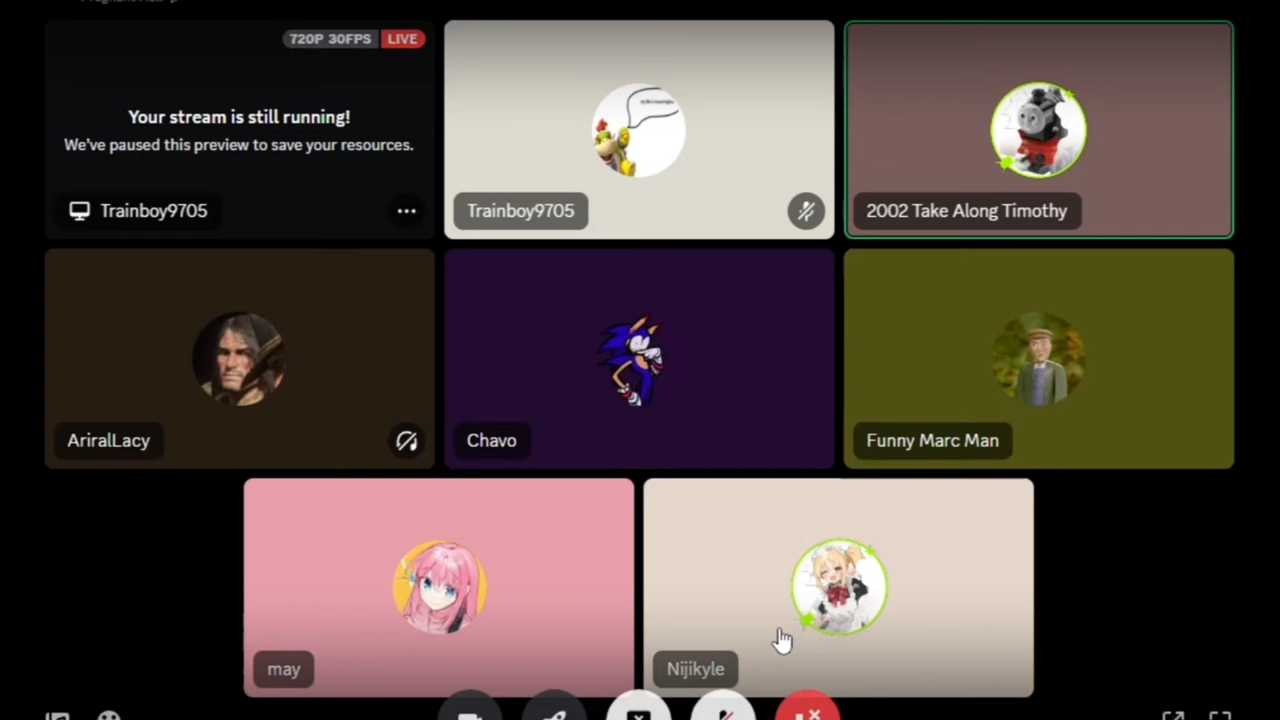 720P 30FPS LIVE
Your stream is still running!
We've paused this preview to save your resources.
Trainboy9705
Trainboy9705
2002 Take Along Timothy
AriralLacy
Chavo
Funny Marc Man
may
Nijikyle